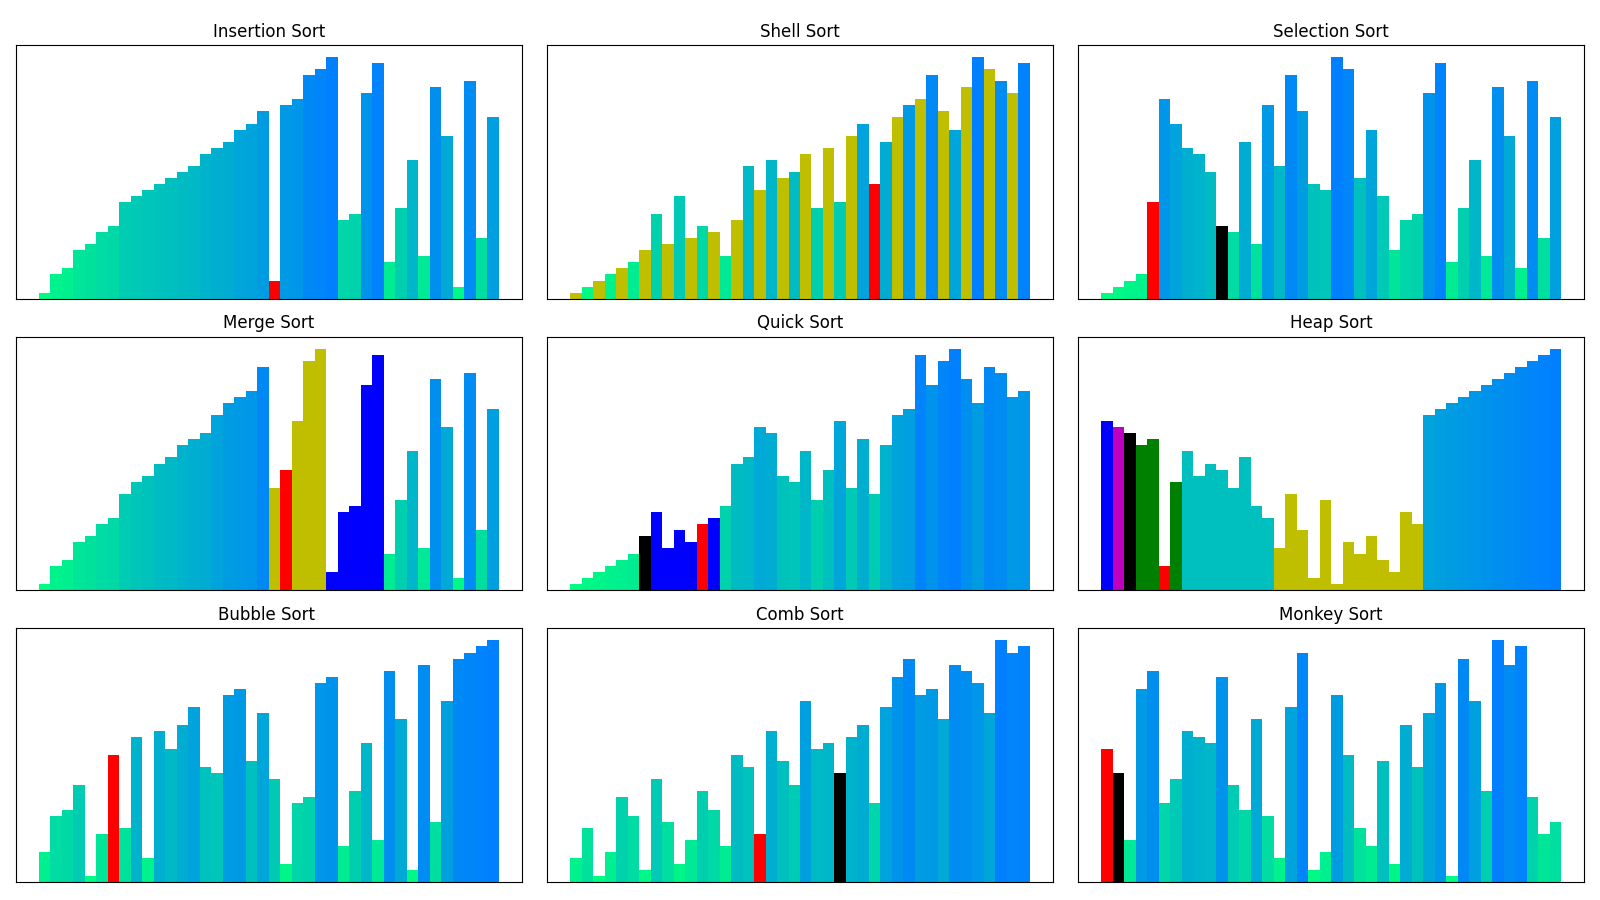 Insertion Sort
Shell Sort
Selection Sort
Merge Sort
Quick Sort
Heap Sort
Bubble Sort
Comb Sort
Monkey Sort